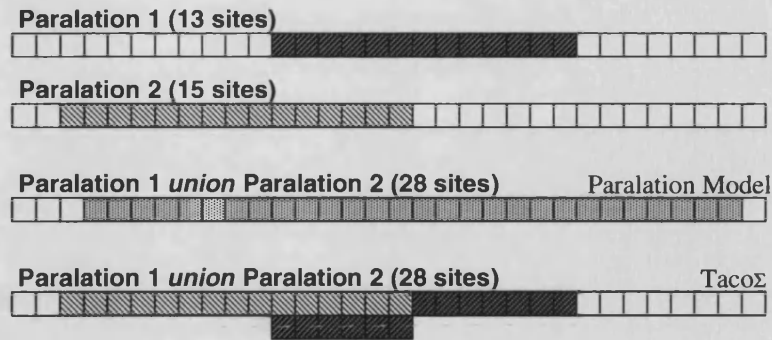 Paralation 1 (13 sites)
Paralation 2 (15 sites)
Paralation 1 union Paralation 2 (28 sites) Paralation Model
Paralation 1 union Paralation 2 (28 sites) TacoΣ